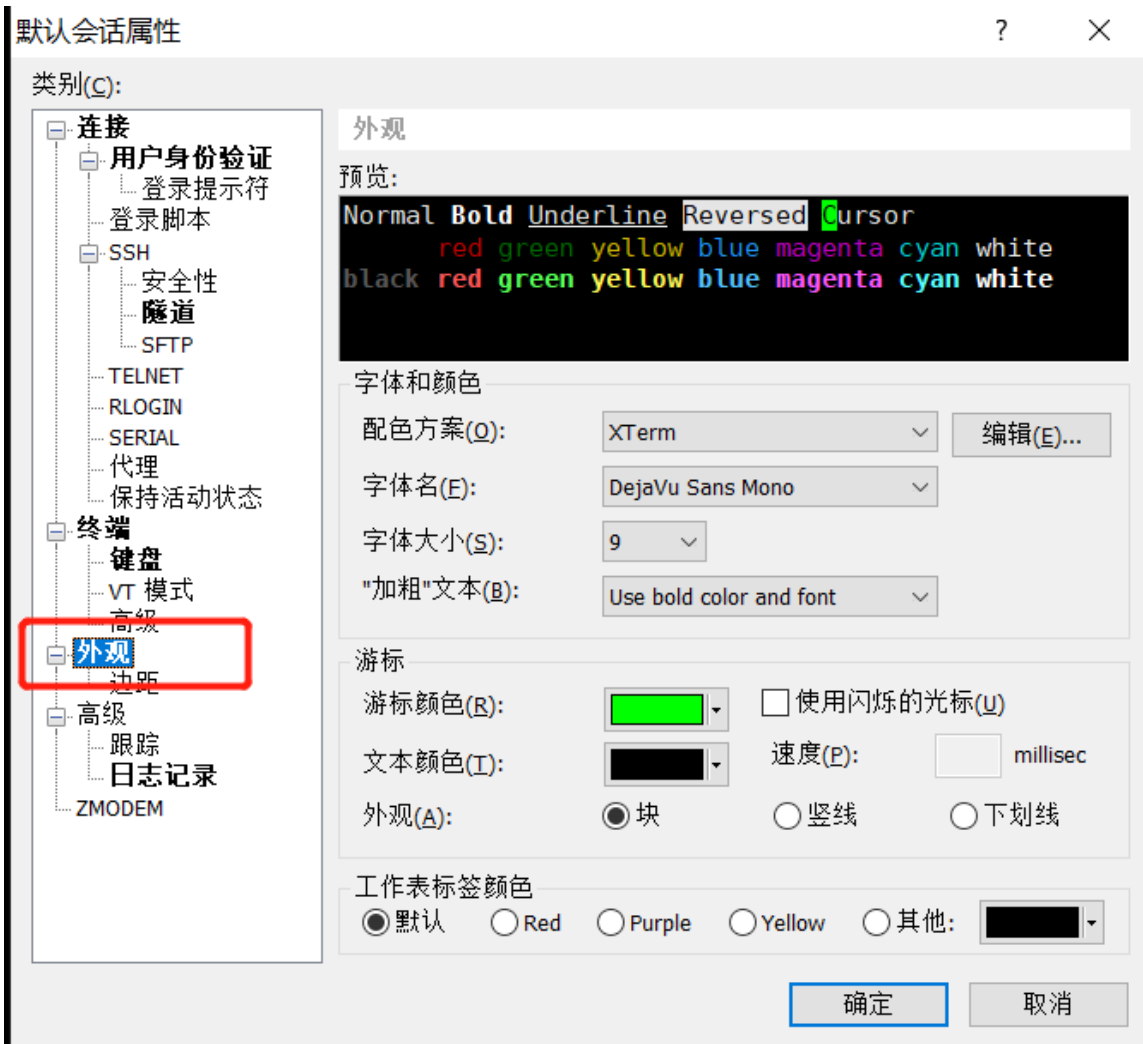 默认会话属性
?
类别(C):
连接
用户身份验证
登录提示符
登录脚本
SSH
安全性
隧道
SFTP
TELNET
RLOGIN
SERIAL
代理
保持活动状态
终端
键盘
VT 模式
高级
外观
边距
高级
跟踪
日志记录
ZMODEM
外观
预览:
Normal Bold Underline Reversed Cursor
red green yellow blue magenta cyan white
black red green yellow blue magenta cyan white
字体和颜色
配色方案(O): XTerm 编辑(E)...
字体名(F): DejaVu Sans Mono
字体大小(S): 9
"加粗"文本(B): Use bold color and font
游标
游标颜色(R): 使用闪烁的光标(U)
文本颜色(T): 速度(P): millisec
外观(A): 块 竖线 下划线
工作表标签颜色
默认 Red Purple Yellow 其他:
确定 取消